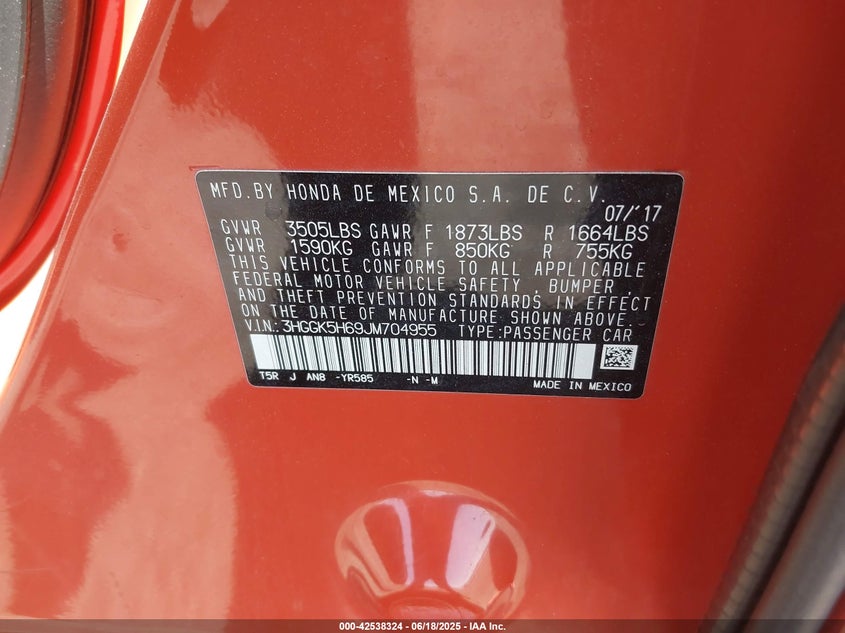 MFD.BY HONDA DE MEXICO S.A. DE C.V.
07/'17
GVWR 3505LBS GAWR F 1873LBS R 1664LBS
GVWR 1590KG GAWR F 850KG R 755KG
THIS VEHICLE CONFORMS TO ALL APPLICABLE
FEDERAL MOTOR VEHICLE SAFETY , BUMPER
AND THEFT PREVENTION STANDARDS IN EFFECT
ON THE DATE OF MANUFACTURE SHOWN ABOVE.
V.I.N.: 3HGGK5H69JM704955 TYPE:PASSENGER CAR
T5R J AN8 -YR585 -N -M
MADE IN MEXICO
000-42538324 | 06/18/2025 - IAA Inc.